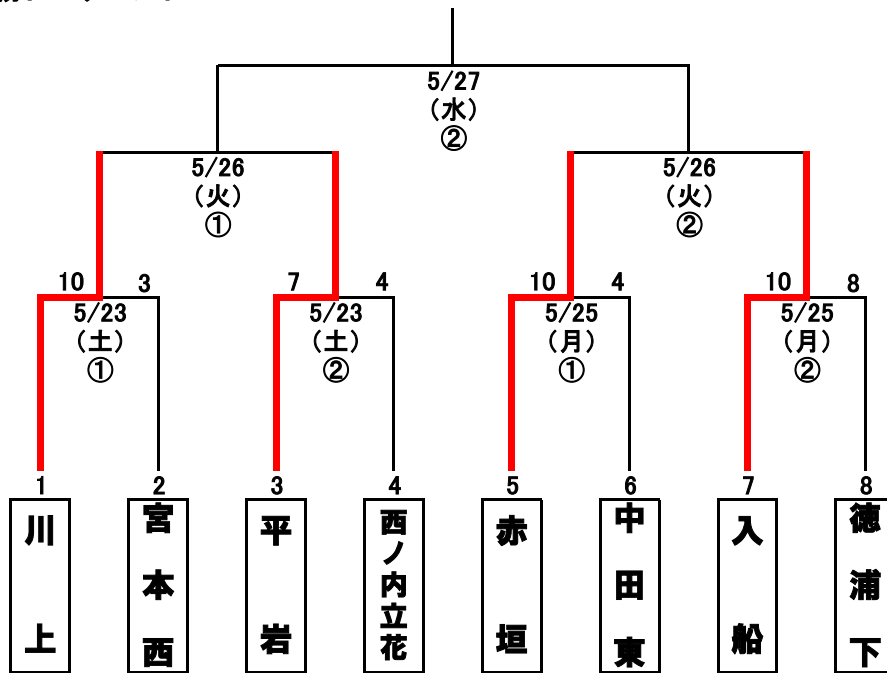 5/27
（水）
②
5/26
（火）
①
5/26
（火）
②
10 3
7 4
10 4
10 8
5/23
（土）
①
5/23
（土）
②
5/25
（月）
①
5/25
（月）
②
1 2 3 4 5 6 7 8
川上
宮本西
平岩
西ノ内立花
赤垣
中田東
入船
徳浦下